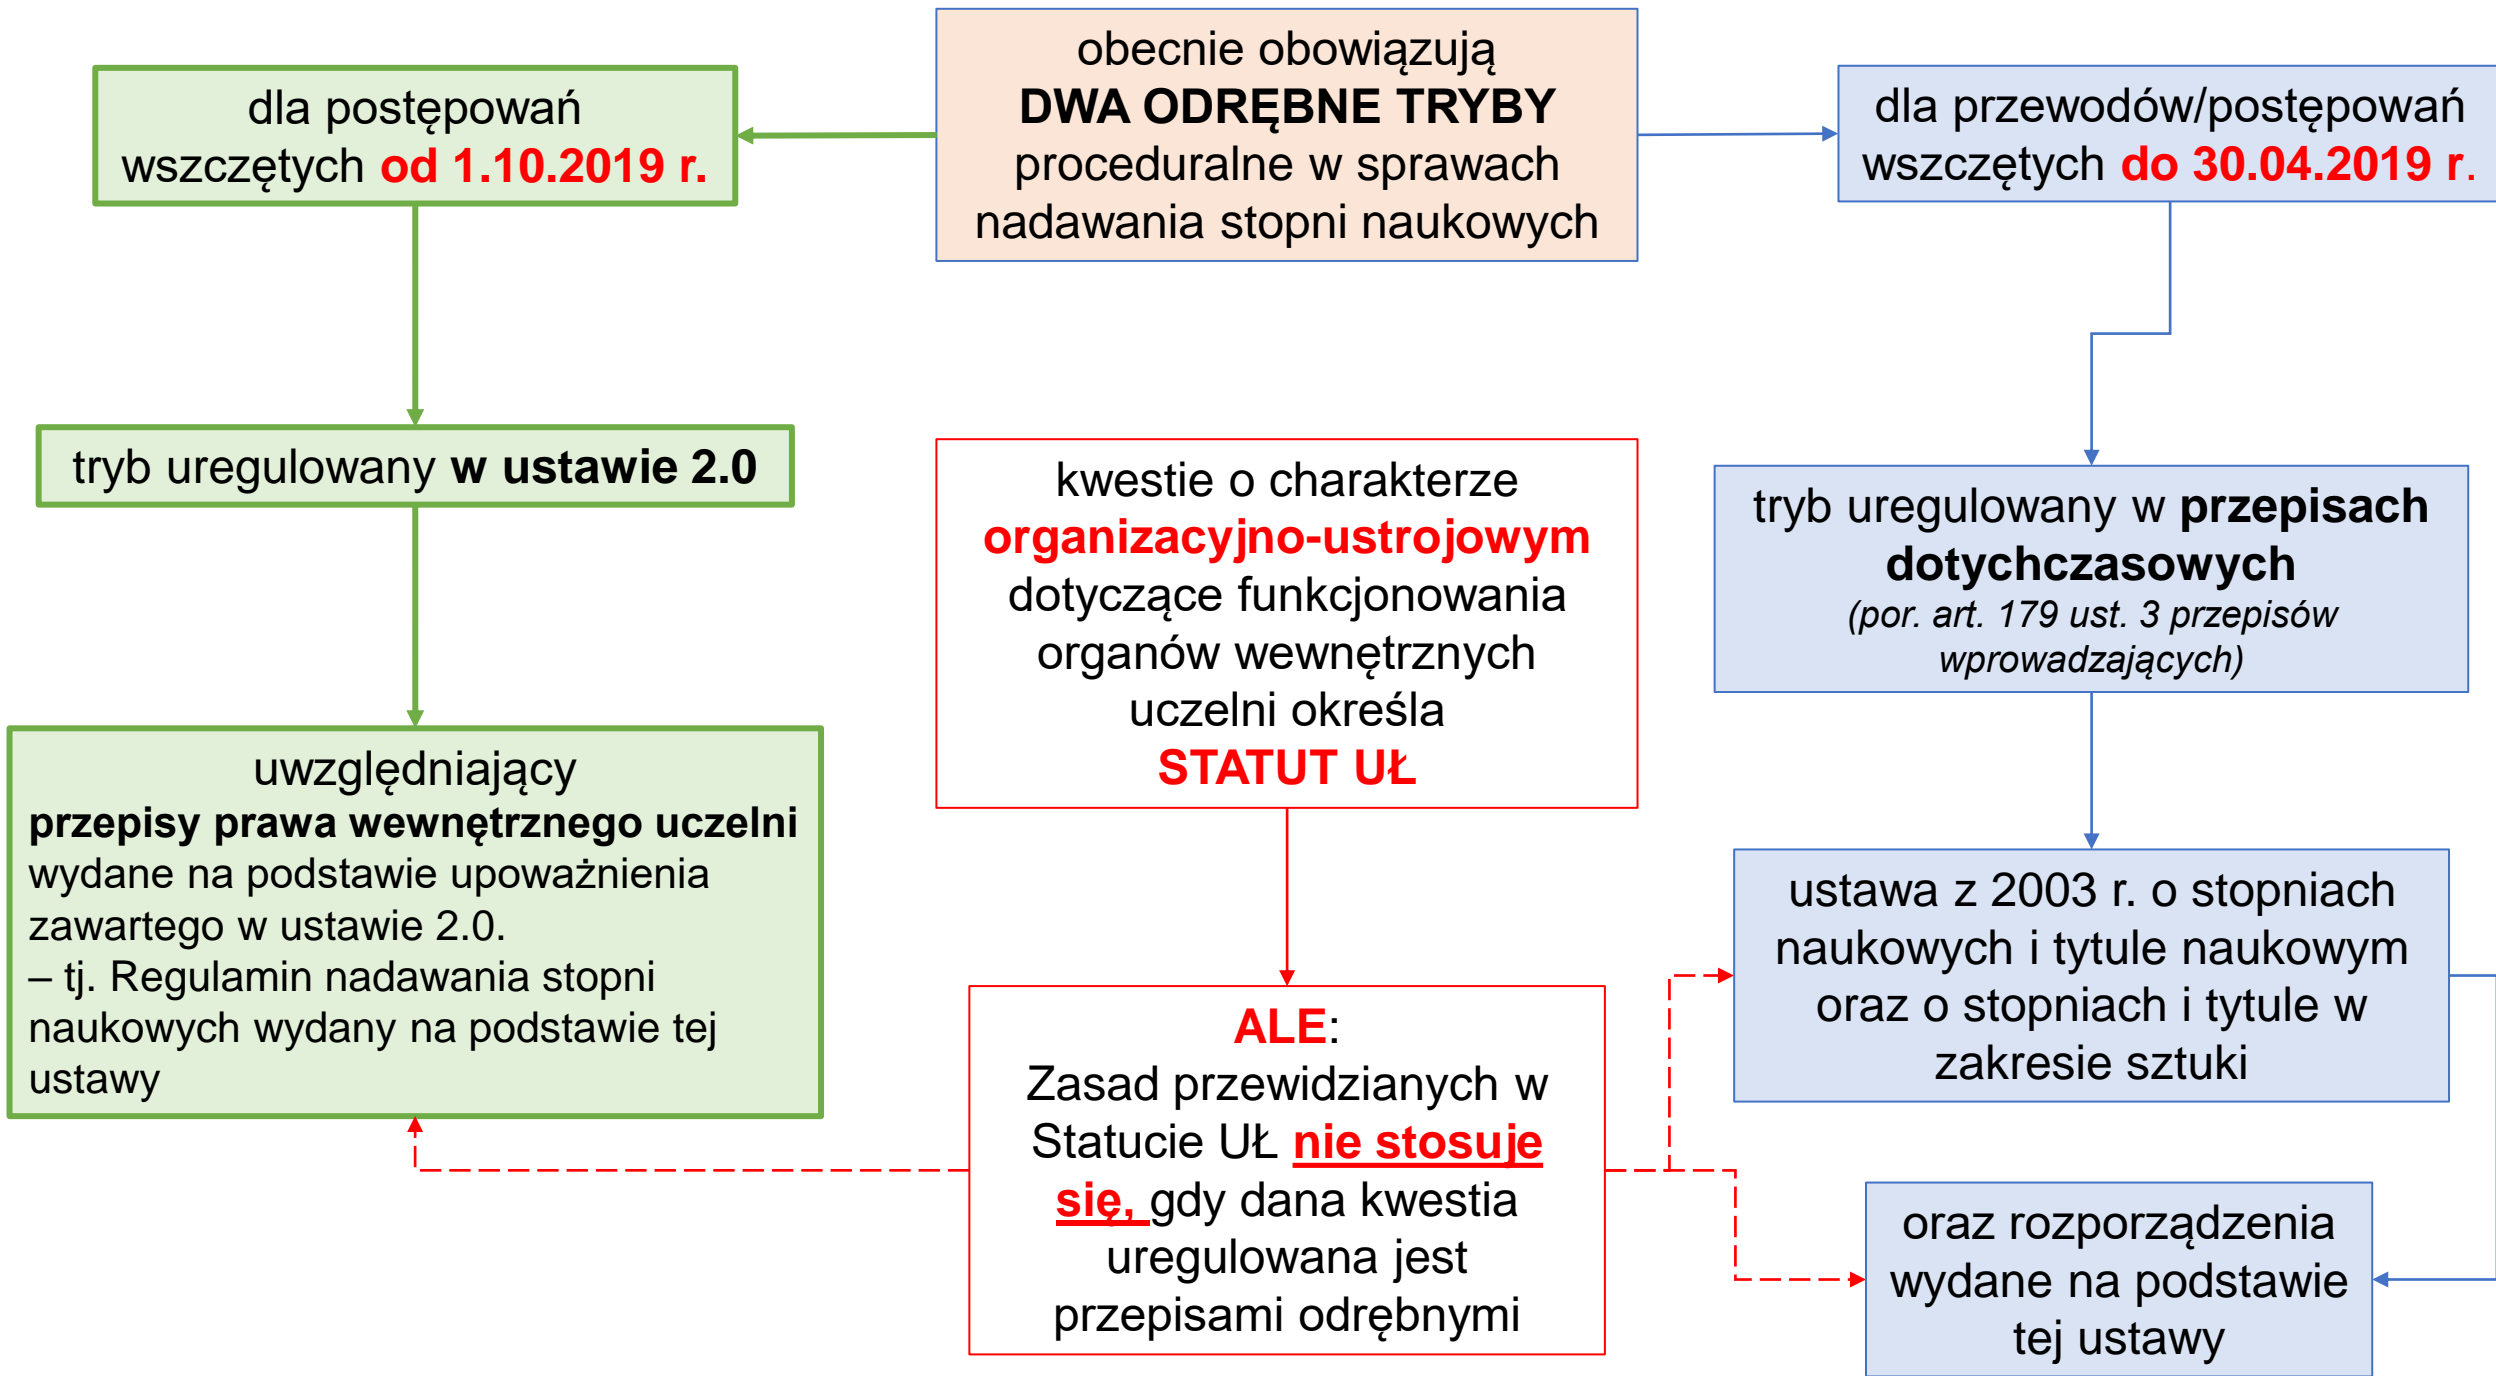 obecnie obowiązują
DWA ODRĘBNE TRYBY
proceduralne w sprawach
nadawania stopni naukowych
dla postępowań
wszczętych od 1.10.2019 r.
dla przewodów/postępowań
wszczętych do 30.04.2019 r.
tryb uregulowany w ustawie 2.0
kwestie o charakterze
organizacyjno-ustrojowym
dotyczące funkcjonowania
organów wewnętrznych
uczelni określa
STATUT UŁ
tryb uregulowany w przepisach
dotychczasowych
(por. art. 179 ust. 3 przepisów
wprowadzających)
uwzględniający
przepisy prawa wewnętrznego uczelni
wydane na podstawie upoważnienia
zawartego w ustawie 2.0.
– tj. Regulamin nadawania stopni
naukowych wydany na podstawie tej
ustawy
ALE:
Zasad przewidzianych w
Statucie UŁ nie stosuje
się, gdy dana kwestia
uregulowana jest
przepisami odrębnymi
ustawa z 2003 r. o stopniach
naukowych i tytule naukowym
oraz o stopniach i tytule w
zakresie sztuki
oraz rozporządzenia
wydane na podstawie
tej ustawy